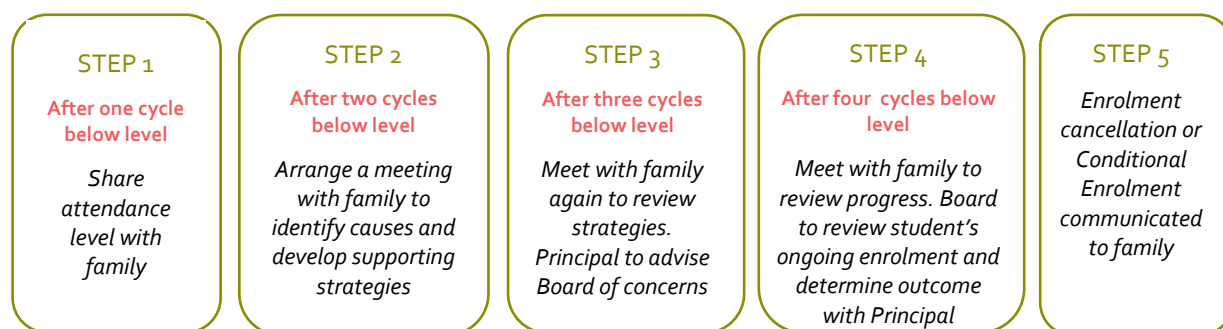 STEP 1
After one cycle
below level
Share
attendance
level with
family
STEP 2
After two cycles
below level
Arrange a meeting
with family to
identify causes and
develop supporting
strategies
STEP 3
After three cycles
below level
Meet with family
again to review
strategies.
Principal to advise
Board of concerns
STEP 4
After four cycles below
level
Meet with family to
review progress. Board
to review student's
ongoing enrolment and
determine outcome
with Principal
STEP 5
Enrolment
cancellation or
Conditional
Enrolment
communicated
to family